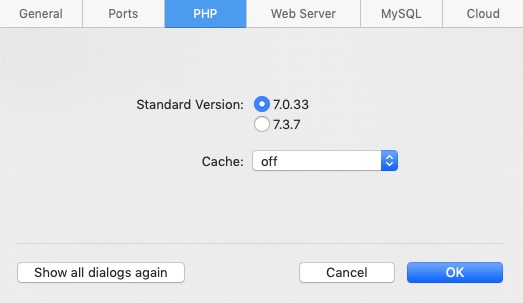 General Ports PHP Web Server MySQL Cloud
Standard Version: 7.0.33
7.3.7
Cache: off
Show all dialogs again Cancel OK